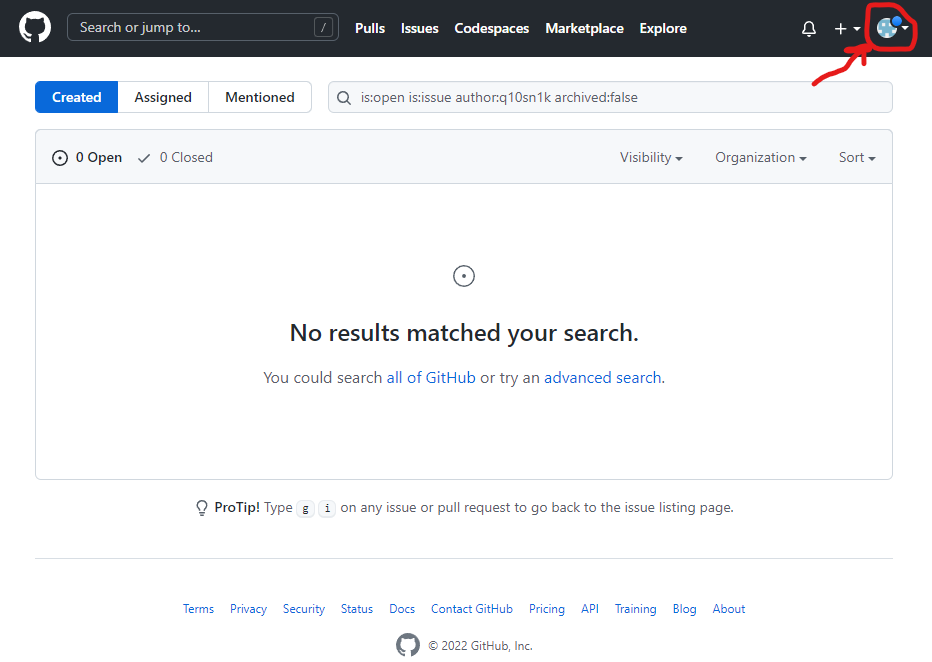 Search or jump to... /
Pulls Issues Codespaces Marketplace Explore
Created Assigned Mentioned
is:open is:issue author:q10sn1k archived:false
0 Open 0 Closed Visibility Organization Sort
No results matched your search.
You could search all of GitHub or try an advanced search.
ProTip! Type g i on any issue or pull request to go back to the issue listing page.
Terms Privacy Security Status Docs Contact GitHub Pricing API Training Blog About
© 2022 GitHub, Inc.